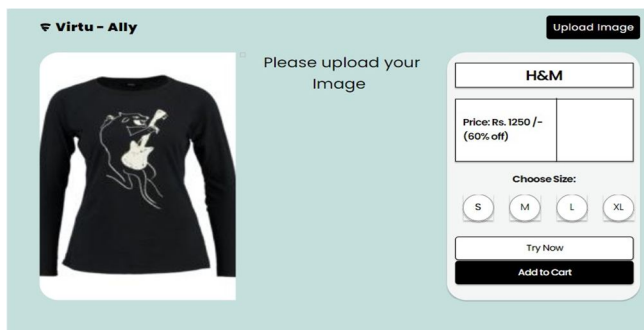 Virtu - Ally
Upload Image
Please upload your
Image
H&M
Price: Rs. 1250 /-
(60% off)
Choose Size:
S
M
L
XL
Try Now
Add to Cart